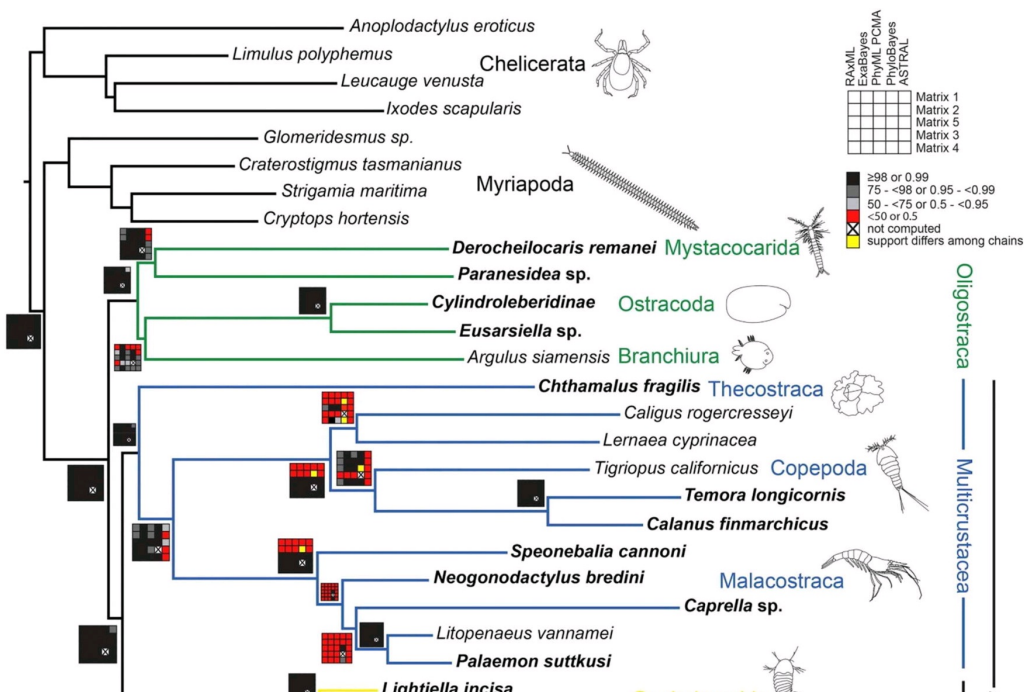 Anoplodactylus eroticus
Limulus polyphemus
Chelicerata
Leucauge venusta
Ixodes scapularis
RAxML
ExaBayes
PhyML PCMA
PhyloBayes
ASTRAL
Matrix 1
Matrix 2
Matrix 5
Matrix 3
Matrix 4
Glomeridesmus sp.
Craterostigmus tasmanianus
Myriapoda
Strigamia maritima
Cryptops hortensis
≥98 or 0.99
75 - <98 or 0.95 - <0.99
50 - <75 or 0.5 - <0.95
<50 or 0.5
not computed
support differs among chains
Derocheilocaris remanei Mystacocarida
Paranesidea sp.
Cylindroleberidinae
Ostracoda
Eusarsiella sp.
Argulus siamensis Branchiura
Oligostraca
Chthamalus fragilis Thecostraca
Caligus rogercresseyi
Lernaea cyprinacea
Tigriopus californicus Copepoda
Temora longicornis
Calanus finmarchicus
Speonebalia cannoni
Neogonodactylus bredini
Malacostraca
Caprella sp.
Litopenaeus vannamei
Palaemon suttkusi
Multicrustacea
Lightiella incisa